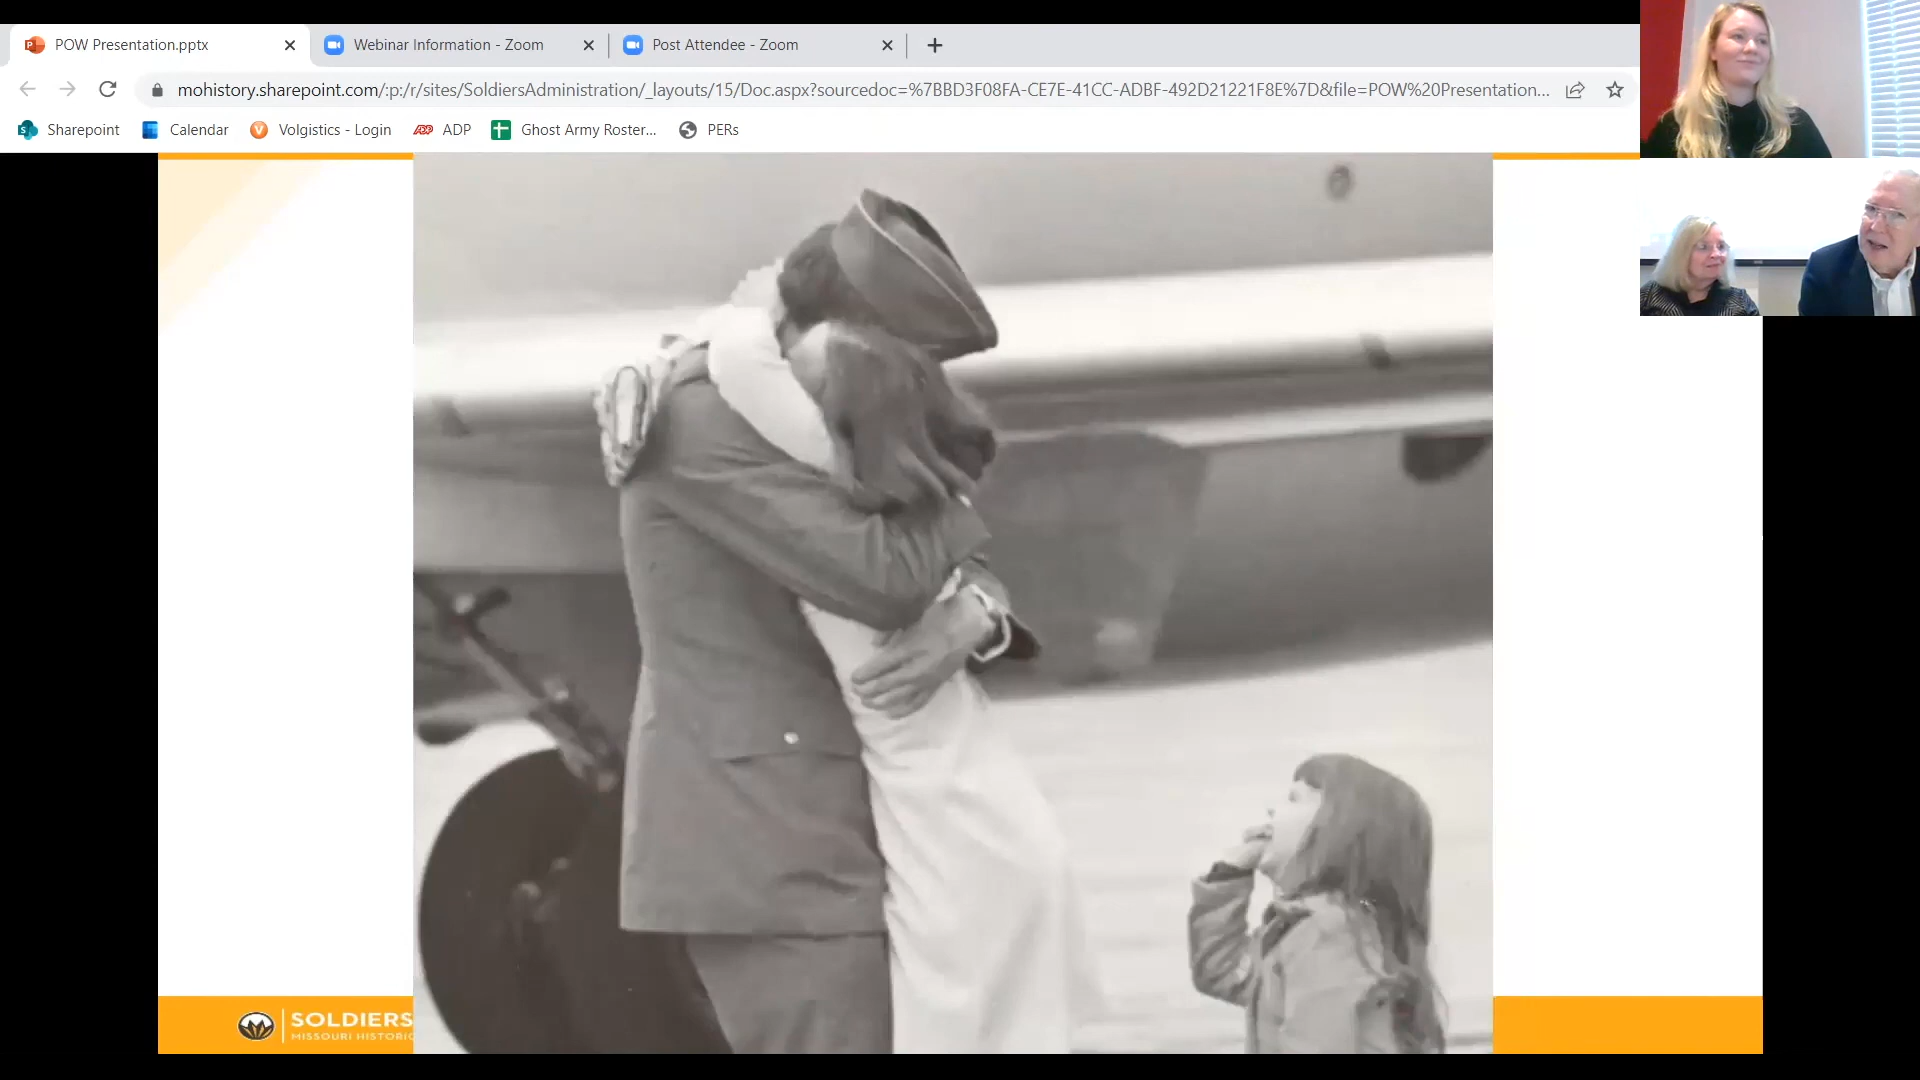 POW Presentation.pptx
Webinar Information - Zoom
Post Attendee - Zoom
mohistory.sharepoint.com/:p:/r/sites/SoldiersAdministration/_layouts/15/Doc.aspx?sourcedoc=%7BBD3F08FA-CE7E-41CC-ADBF-492D21221F8E%7D&file=POW%20Presentation...
Sharepoint
Calendar
Volgistics - Login
ADP
Ghost Army Roster...
PERs
SOLDIERS
MISSOURI HISTORIC